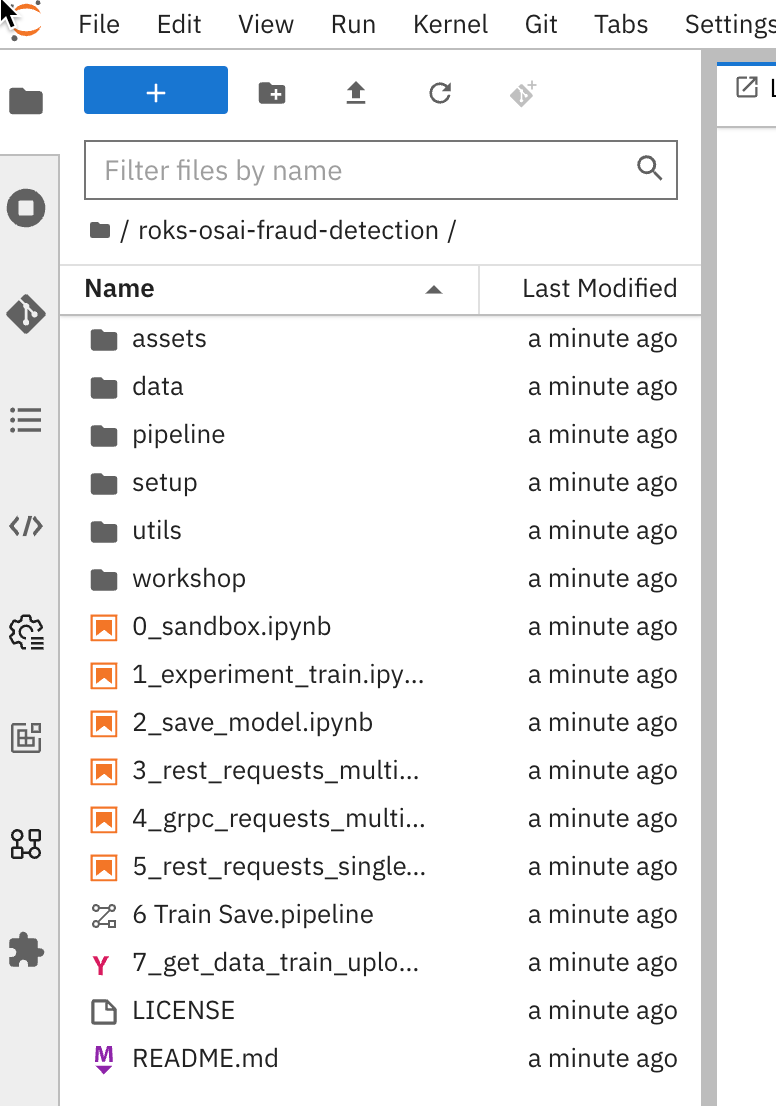 File Edit View Run Kernel Git Tabs Settings
Filter files by name
/ roks-osai-fraud-detection /
Name Last Modified
assets a minute ago
data a minute ago
pipeline a minute ago
setup a minute ago
utils a minute ago
workshop a minute ago
0_sandbox.ipynb a minute ago
1_experiment_train.ipy... a minute ago
2_save_model.ipynb a minute ago
3_rest_requests_multi... a minute ago
4_grpc_requests_multi... a minute ago
5_rest_requests_single... a minute ago
6 Train Save.pipeline a minute ago
Y 7_get_data_train_uplo... a minute ago
LICENSE a minute ago
M README.md a minute ago